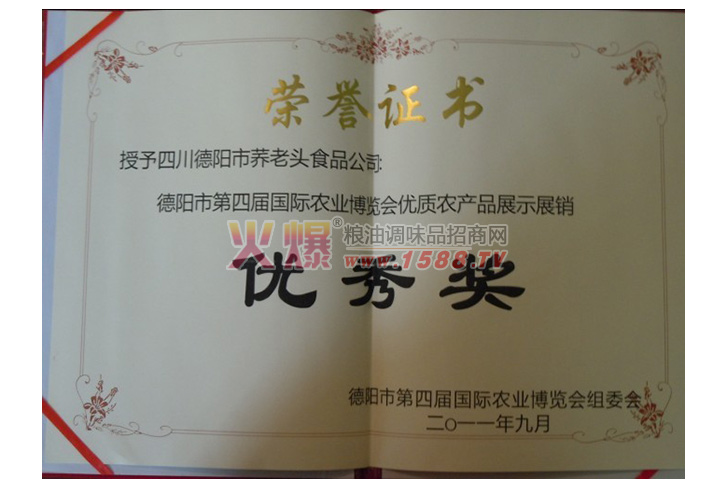 荣誉证书
授予四川德阳市荞老头食品公司:
德阳市第四届国际农业博览会优质农产品展示展销
火爆®粮油调味品招商网
www.1588.TV
优秀奖
德阳市第四届国际农业博览会组委会
二〇一一年九月